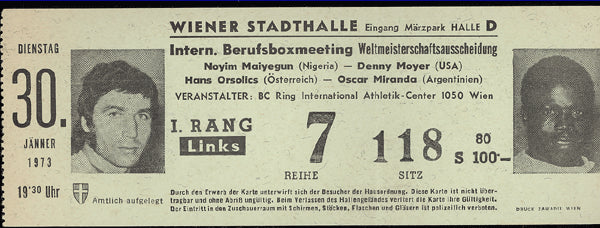 WIENER STADTHALLE Eingang Märzpark HALLE D
DIENSTAG
30.
JÄNNER
1973
19'30 Uhr
Intern. Berufsboxmeeting Weltmeisterschaftsausscheidung
Noyim Maiyegun (Nigeria) — Denny Moyer (USA)
Hans Orsolics (Österreich) — Oscar Miranda (Argentinien)
VERANSTALTER: BC Ring International Athletik-Center 1050 Wien
I. RANG
Links
7
REIHE
118
SITZ
80
S 100—
Amtlich aufgelegt
Durch den Erwerb der Karte unterwirft sich der Besucher der Hausordnung. Diese Karte ist nicht über-
tragbar und ohne Abriß ungültig. Beim Verlassen des Hallengeländes verliert die Karte ihre Gültigkeit.
Der Eintritt in den Zuschauerraum mit Schirmen, Stöcken, Flaschen und Gläsern ist polizeilich verboten.